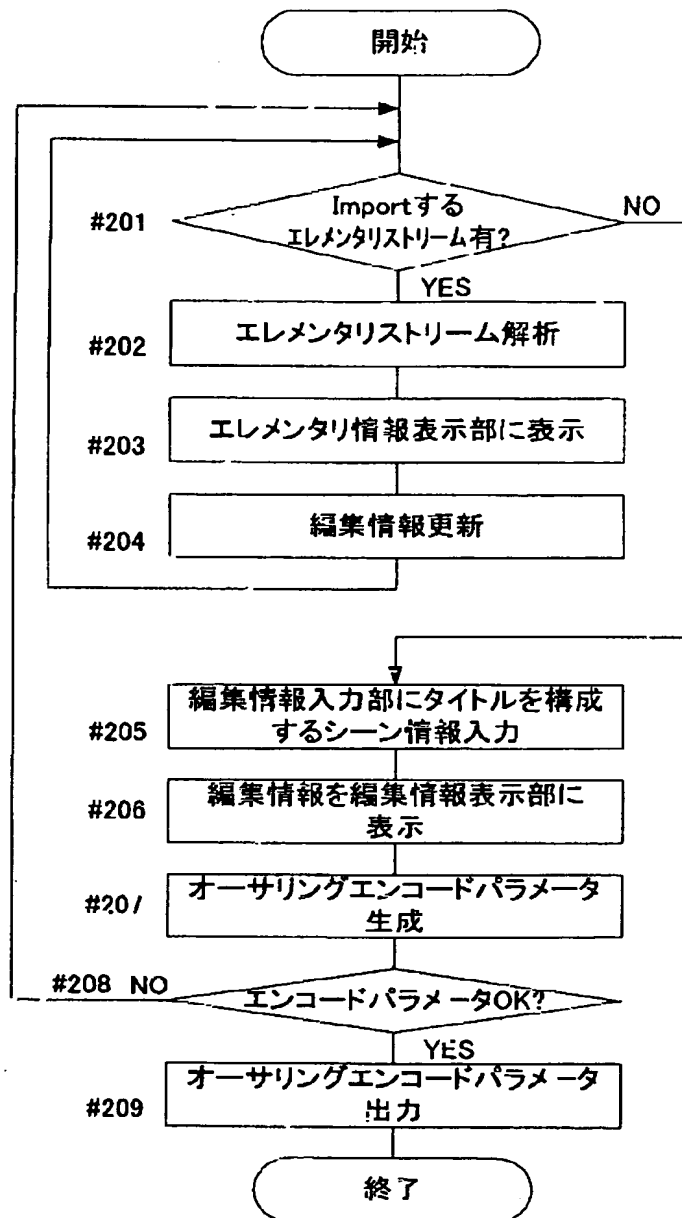 開始
#201
Importする
エレメンタリストリーム有?
NO
YES
#202
エレメンタリストリーム解析
#203
エレメンタリ情報表示部に表示
#204
編集情報更新
#205
編集情報入力部にタイトルを構成
するシーン情報入力
#206
編集情報を編集情報表示部に
表示
#207
オーサリングエンコードパラメータ
生成
#208 NO
エンコードパラメータOK?
YES
#209
オーサリングエンコードパラメータ
出力
終了